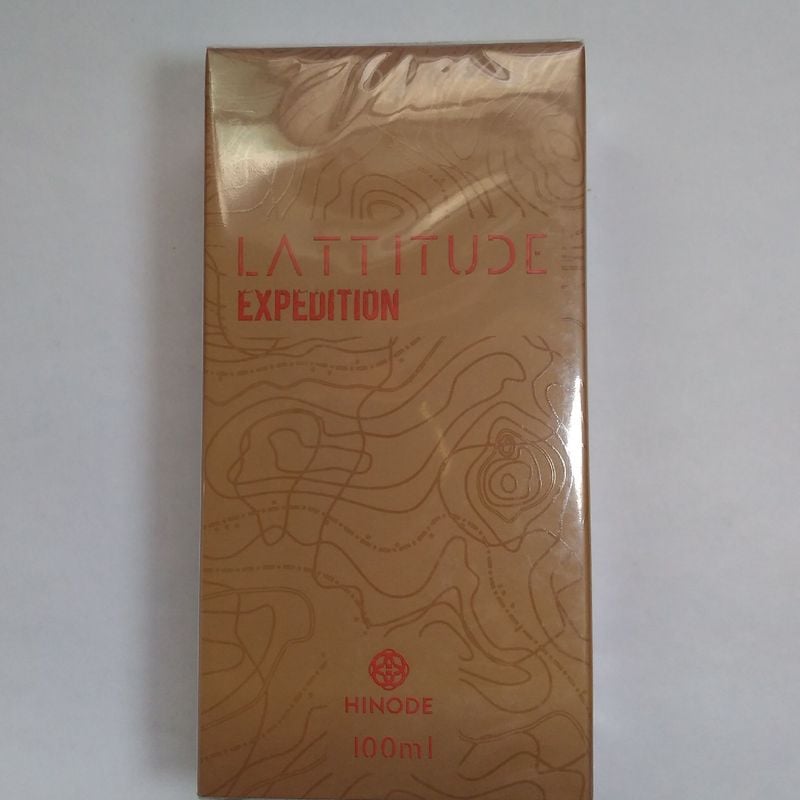 LATTITUDE
EXPEDITION
HINODE
100ml